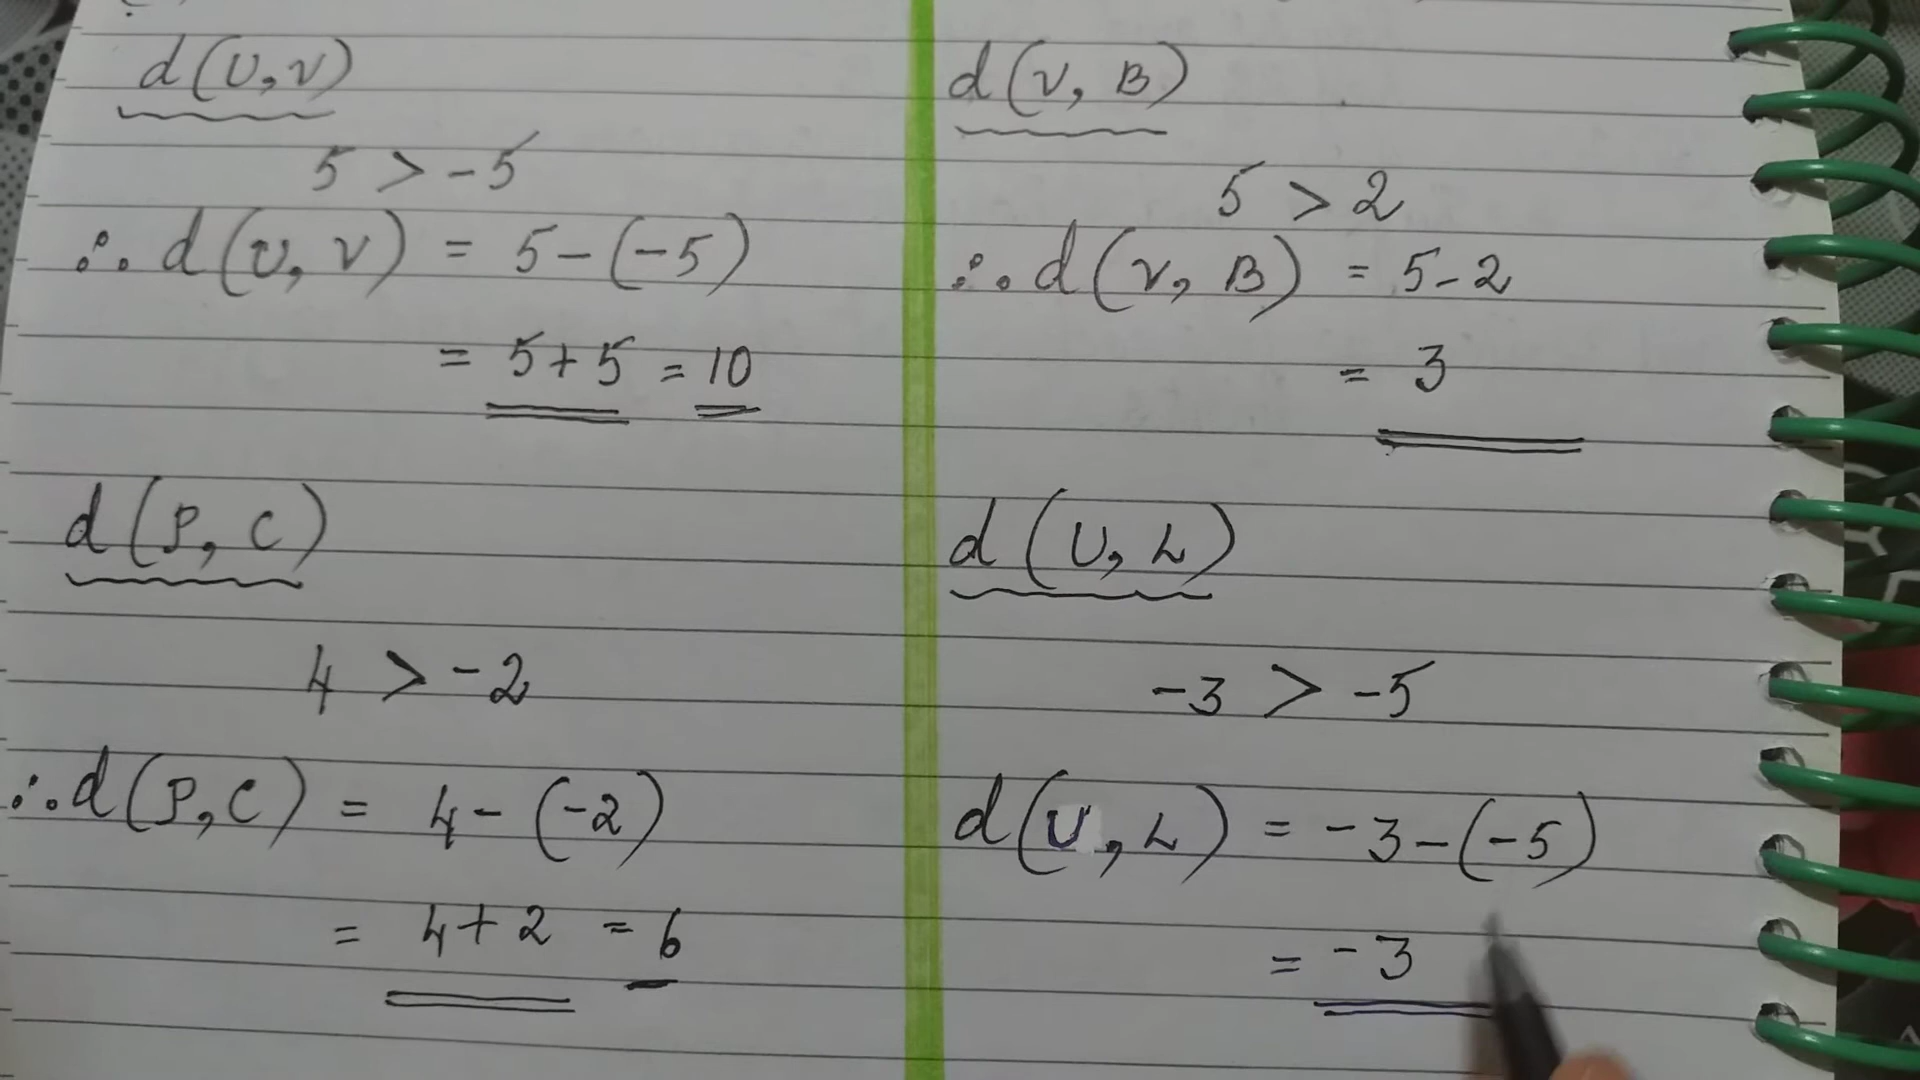 d(U,V)
5 > -5
∴ d(U, V) = 5-(-5)
= 5+5 = 10
d(P, C)
4 > -2
∴ d(P, C) = 4-(-2)
= 4+2 = 6
d(V, B)
5 > 2
∴ d(V, B) = 5-2
= 3
d(U, L)
-3 > -5
d(U, L) = -3-(-5)
= -3